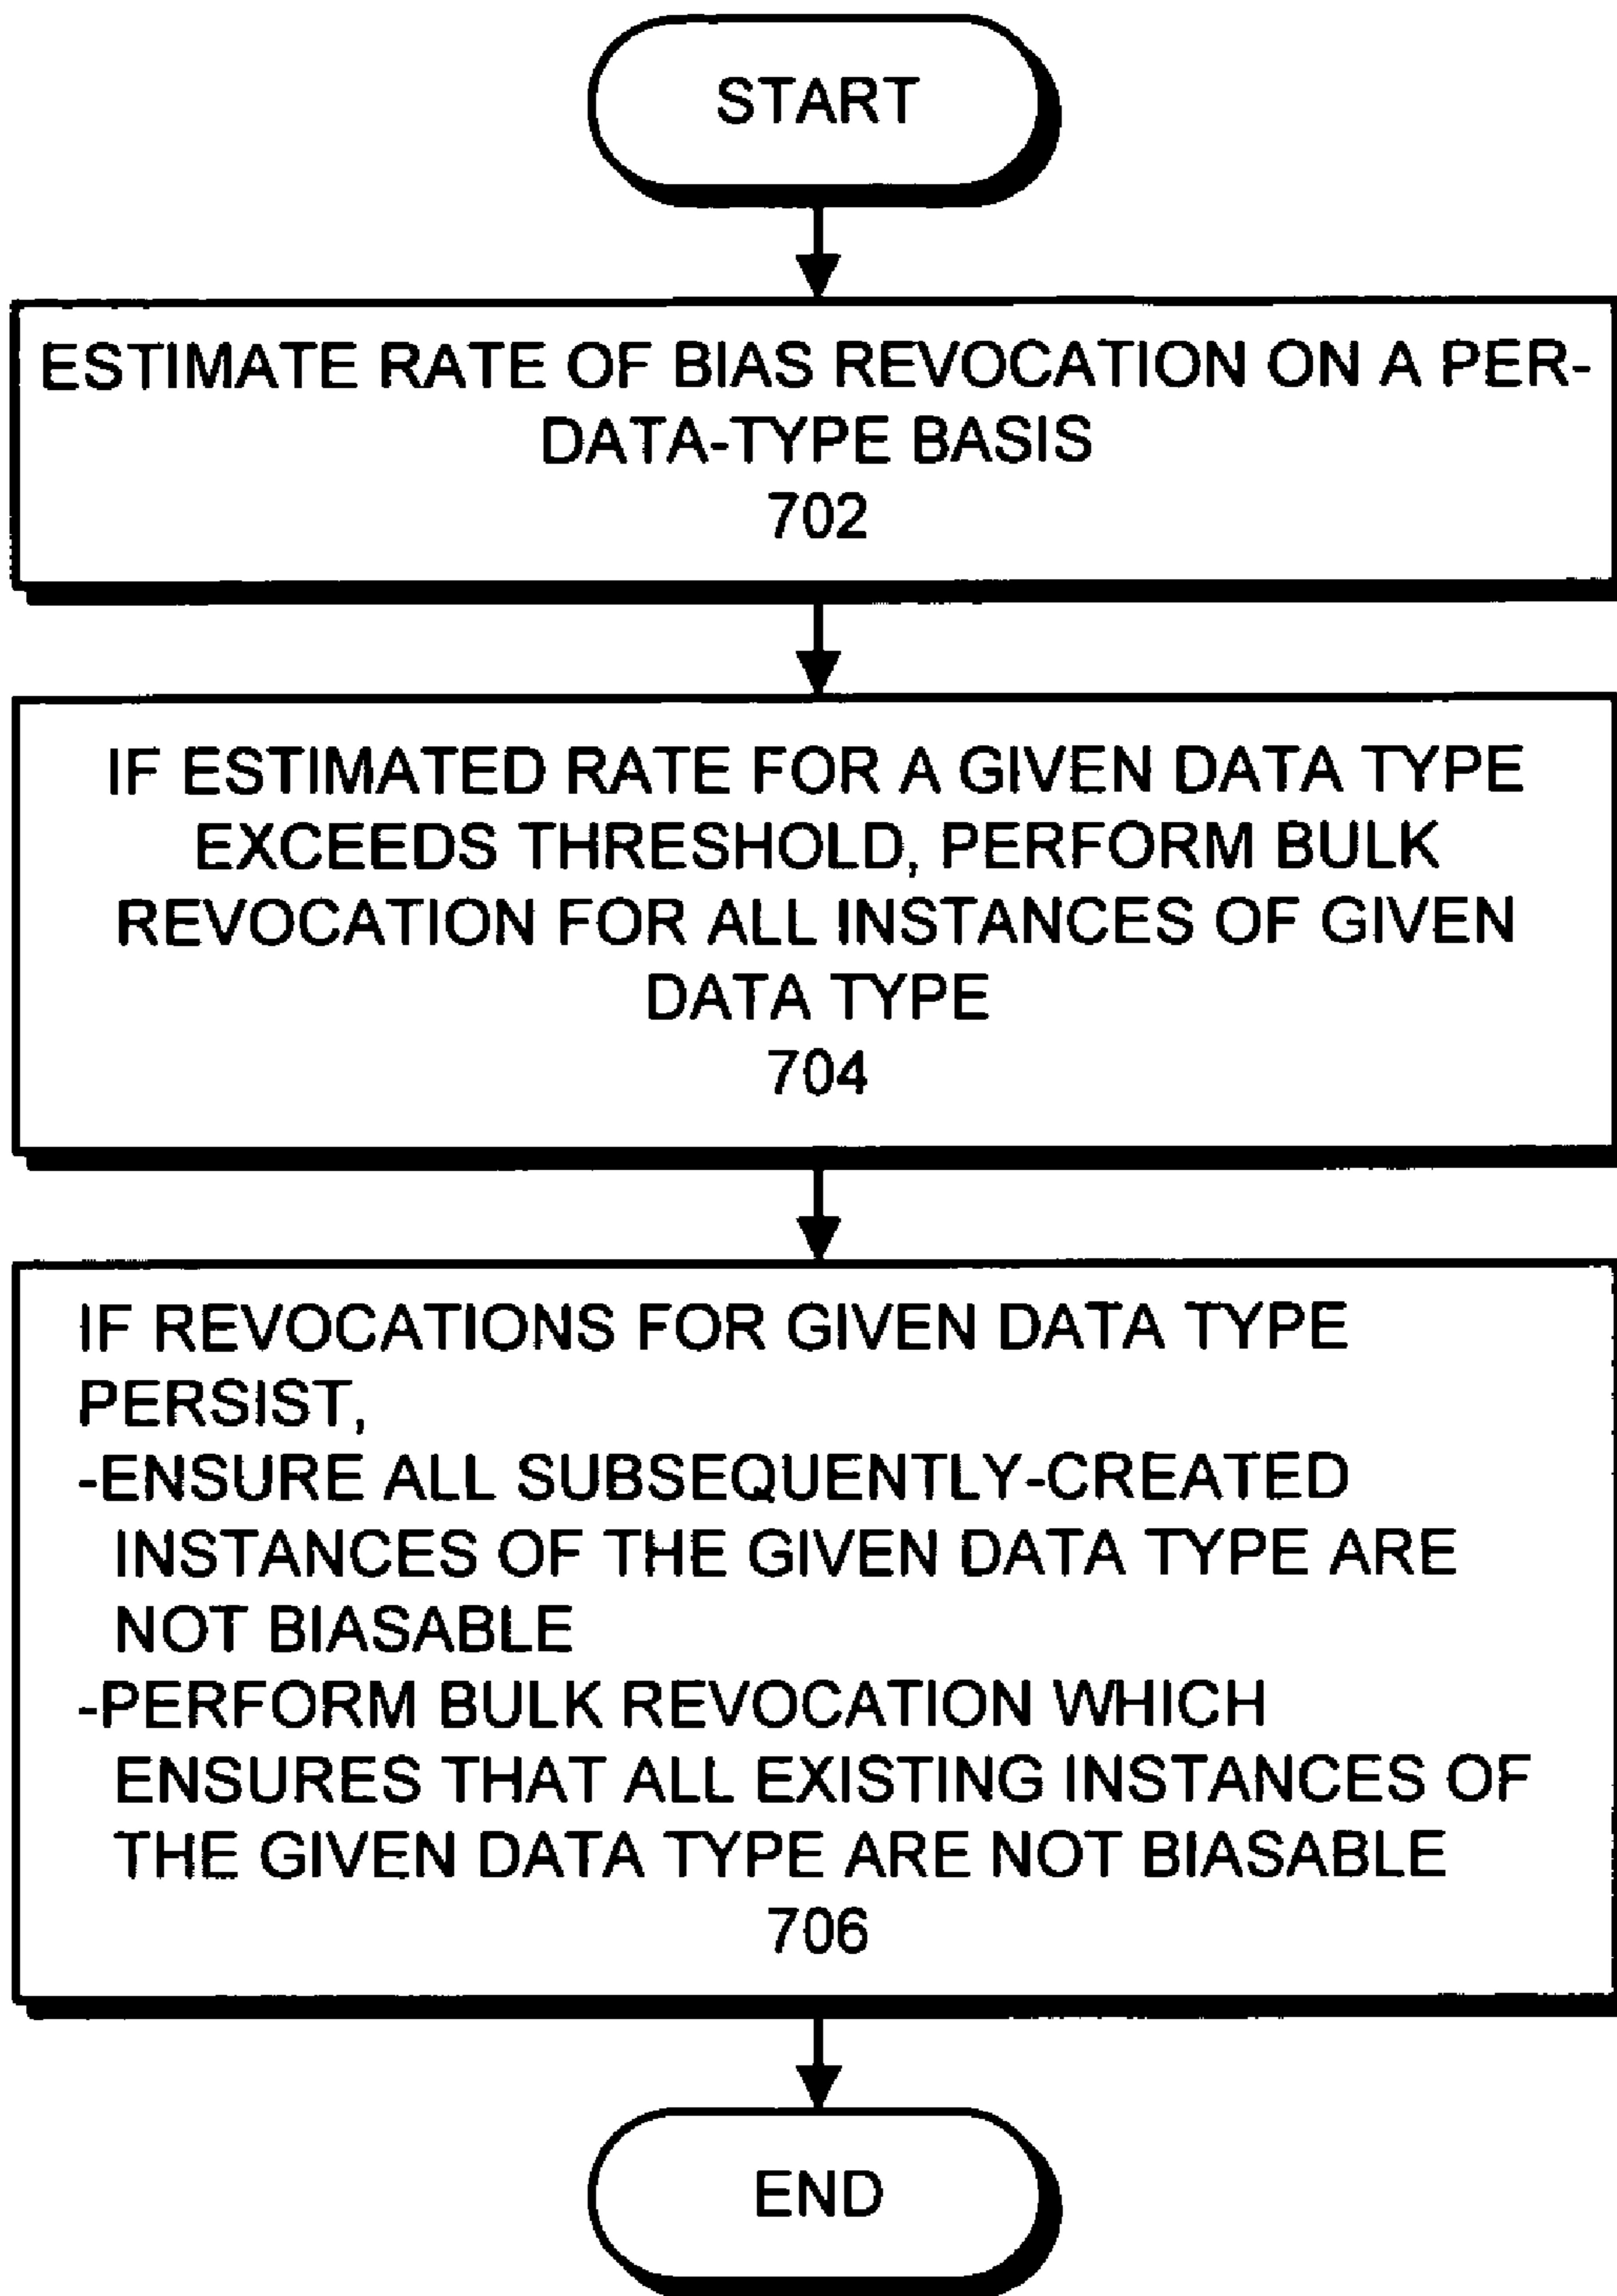 START
ESTIMATE RATE OF BIAS REVOCATION ON A PER-
DATA-TYPE BASIS
702
IF ESTIMATED RATE FOR A GIVEN DATA TYPE
EXCEEDS THRESHOLD, PERFORM BULK
REVOCATION FOR ALL INSTANCES OF GIVEN
DATA TYPE
704
IF REVOCATIONS FOR GIVEN DATA TYPE
PERSIST,
-ENSURE ALL SUBSEQUENTLY-CREATED
INSTANCES OF THE GIVEN DATA TYPE ARE
NOT BIASABLE
-PERFORM BULK REVOCATION WHICH
ENSURES THAT ALL EXISTING INSTANCES OF
THE GIVEN DATA TYPE ARE NOT BIASABLE
706
END